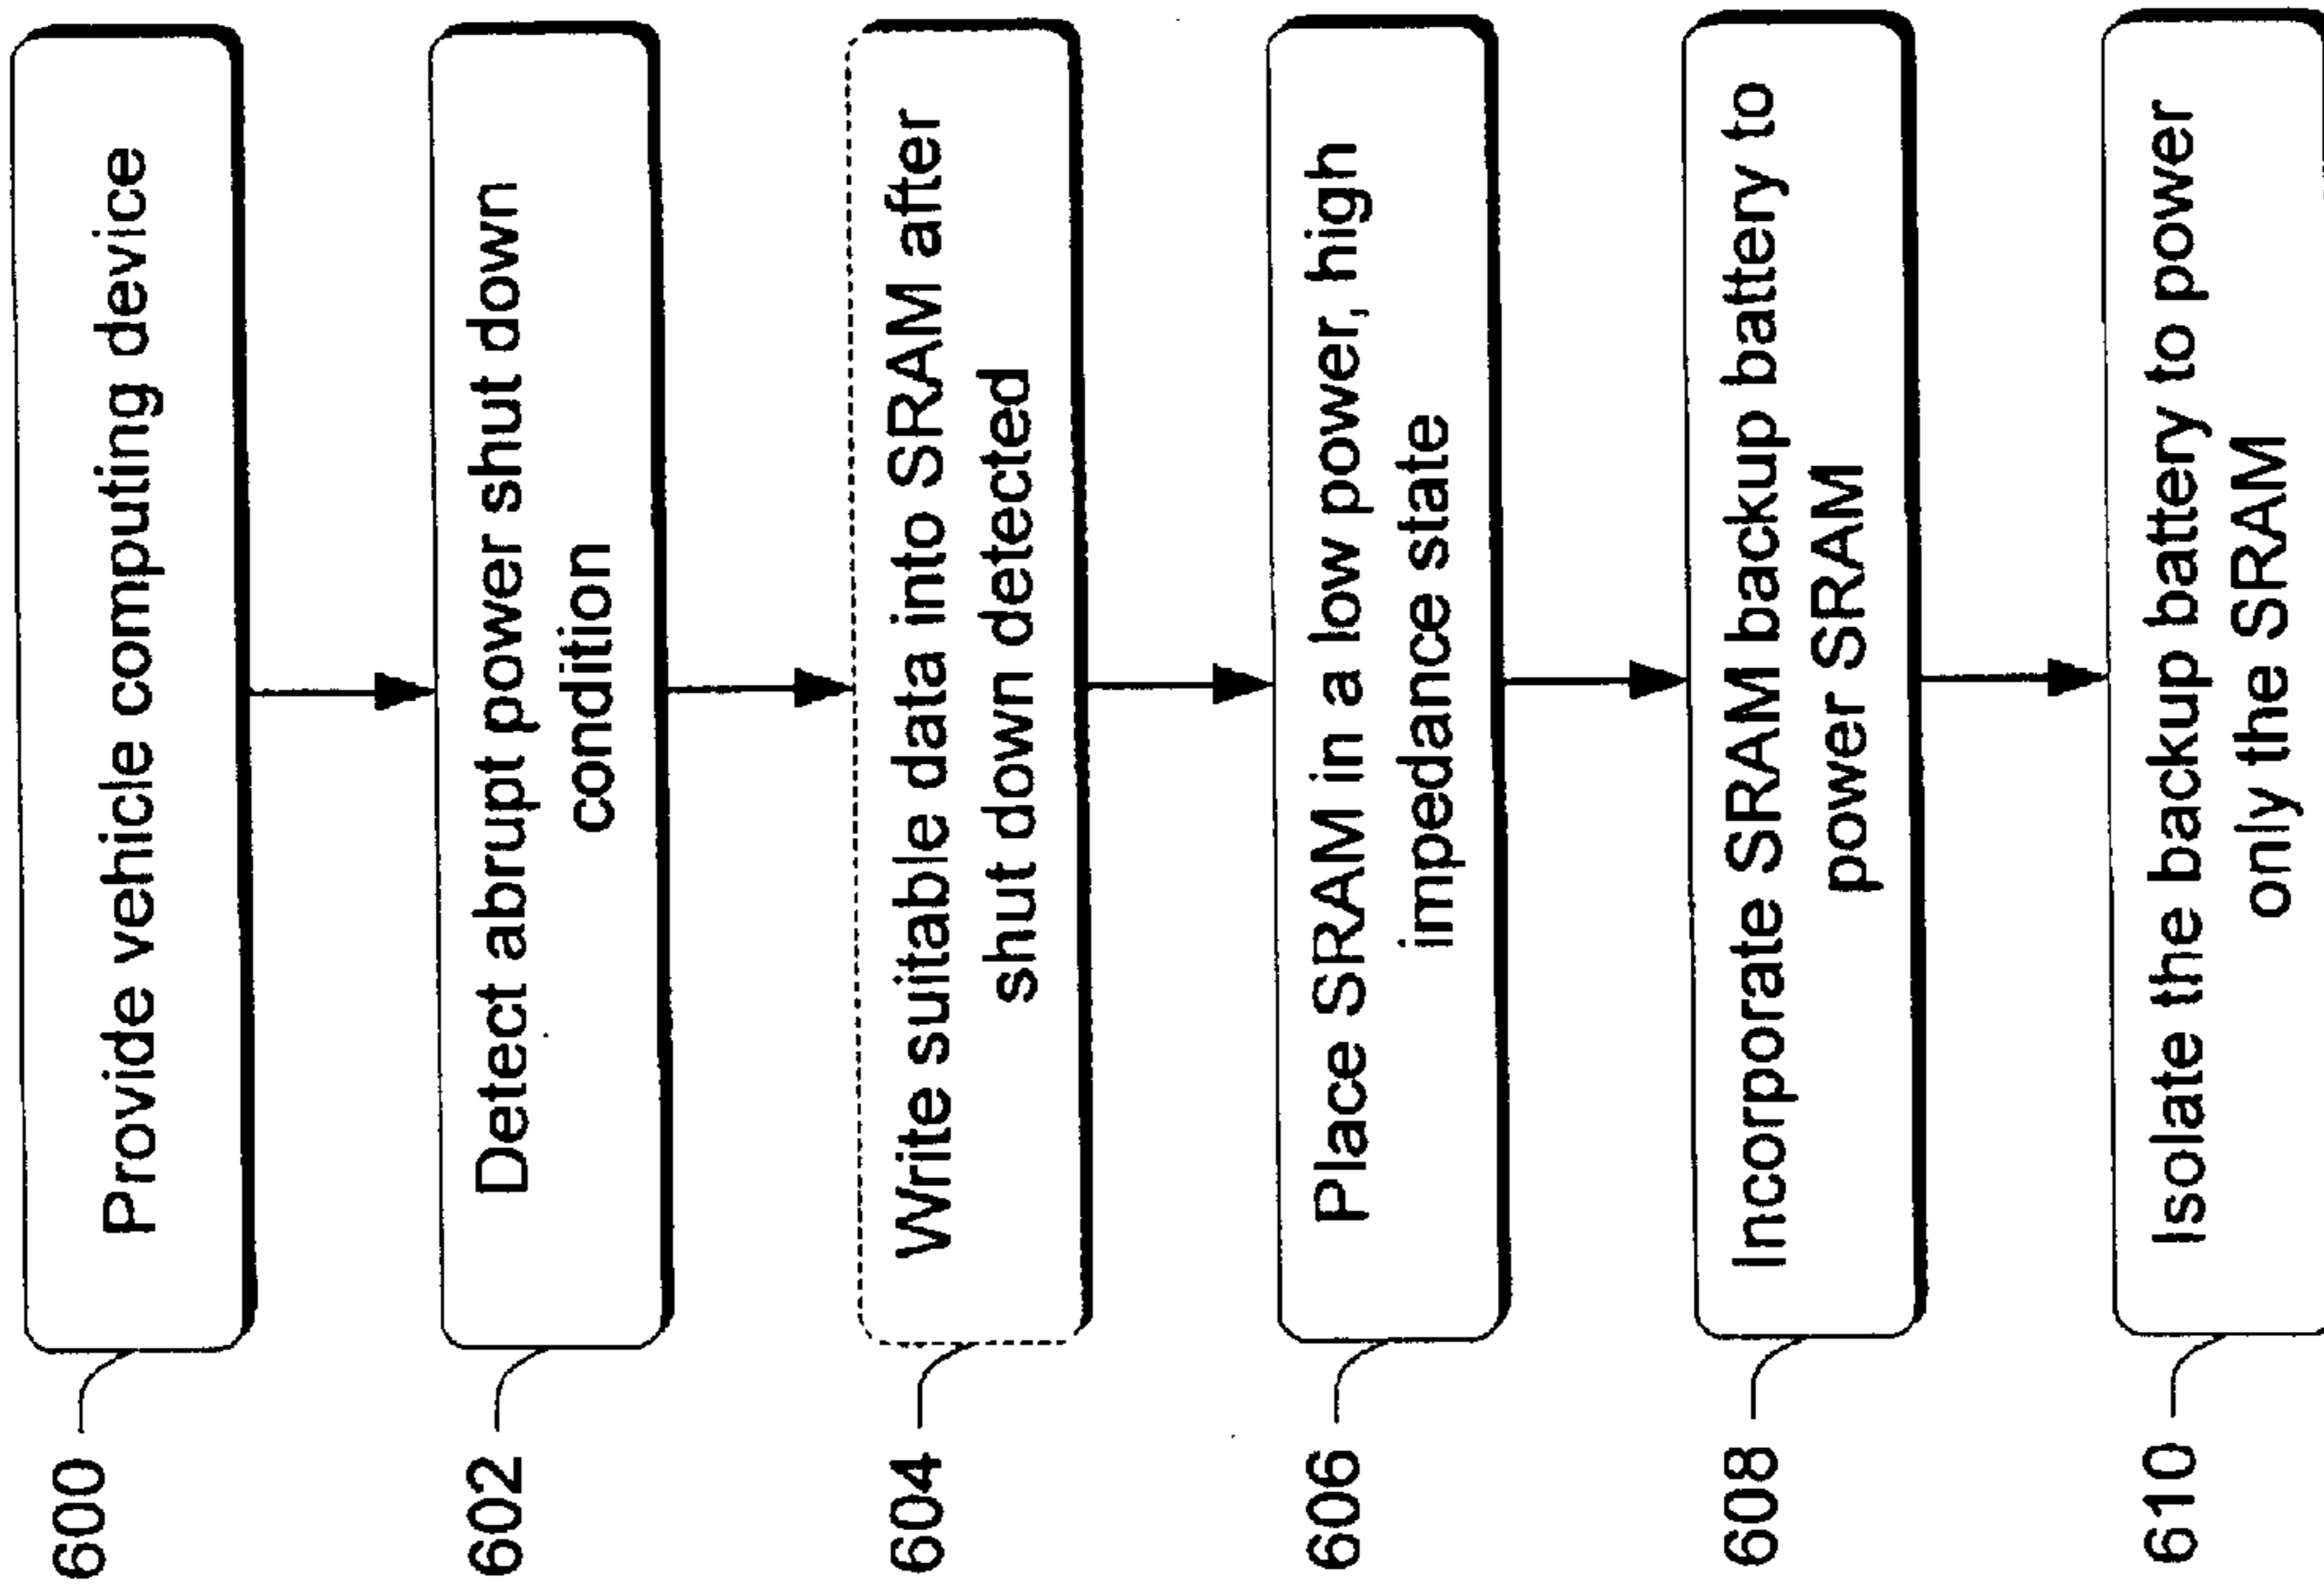 600
Provide vehicle computing device
602
Detect abrupt power shut down
condition
604
Write suitable data into SRAM after
shut down detected
606
Place SRAM in a low power, high
impedance state
608
Incorporate SRAM backup battery to
power SRAM
610
Isolate the backup battery to power
only the SRAM